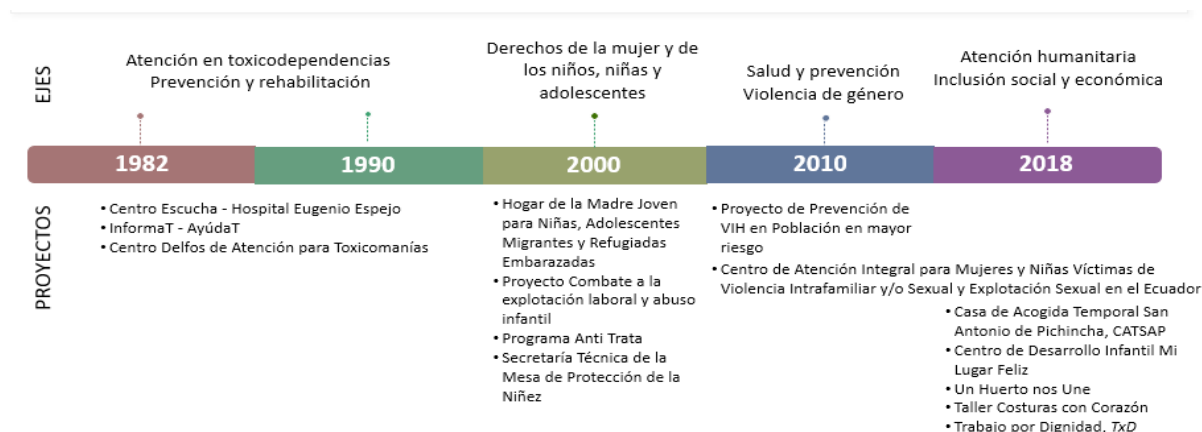 EJES
Atención en toxicodependencias
Prevención y rehabilitación
Derechos de la mujer y de
los niños, niñas y
adolescentes
Salud y prevención
Violencia de género
Atención humanitaria
Inclusión social y económica
1982
1990
2000
2010
2018
PROYECTOS
• Centro Escucha - Hospital Eugenio Espejo
• InformaT - AyúdaT
• Centro Delfos de Atención para Toxicomanías
• Hogar de la Madre Joven
para Niñas, Adolescentes
Migrantes y Refugiadas
Embarazadas
• Proyecto Combate a la
explotación laboral y abuso
infantil
• Programa Anti Trata
• Secretaría Técnica de la
Mesa de Protección de la
Niñez
• Proyecto de Prevención de
VIH en Población en mayor
riesgo
• Centro de Atención Integral para Mujeres y Niñas Víctimas de
Violencia Intrafamiliar y/o Sexual y Explotación Sexual en el Ecuador
• Casa de Acogida Temporal San
Antonio de Pichincha, CATSAP
• Centro de Desarrollo Infantil Mi
Lugar Feliz
• Un Huerto nos Une
• Taller Costuras con Corazón
• Trabajo por Dignidad, TxD